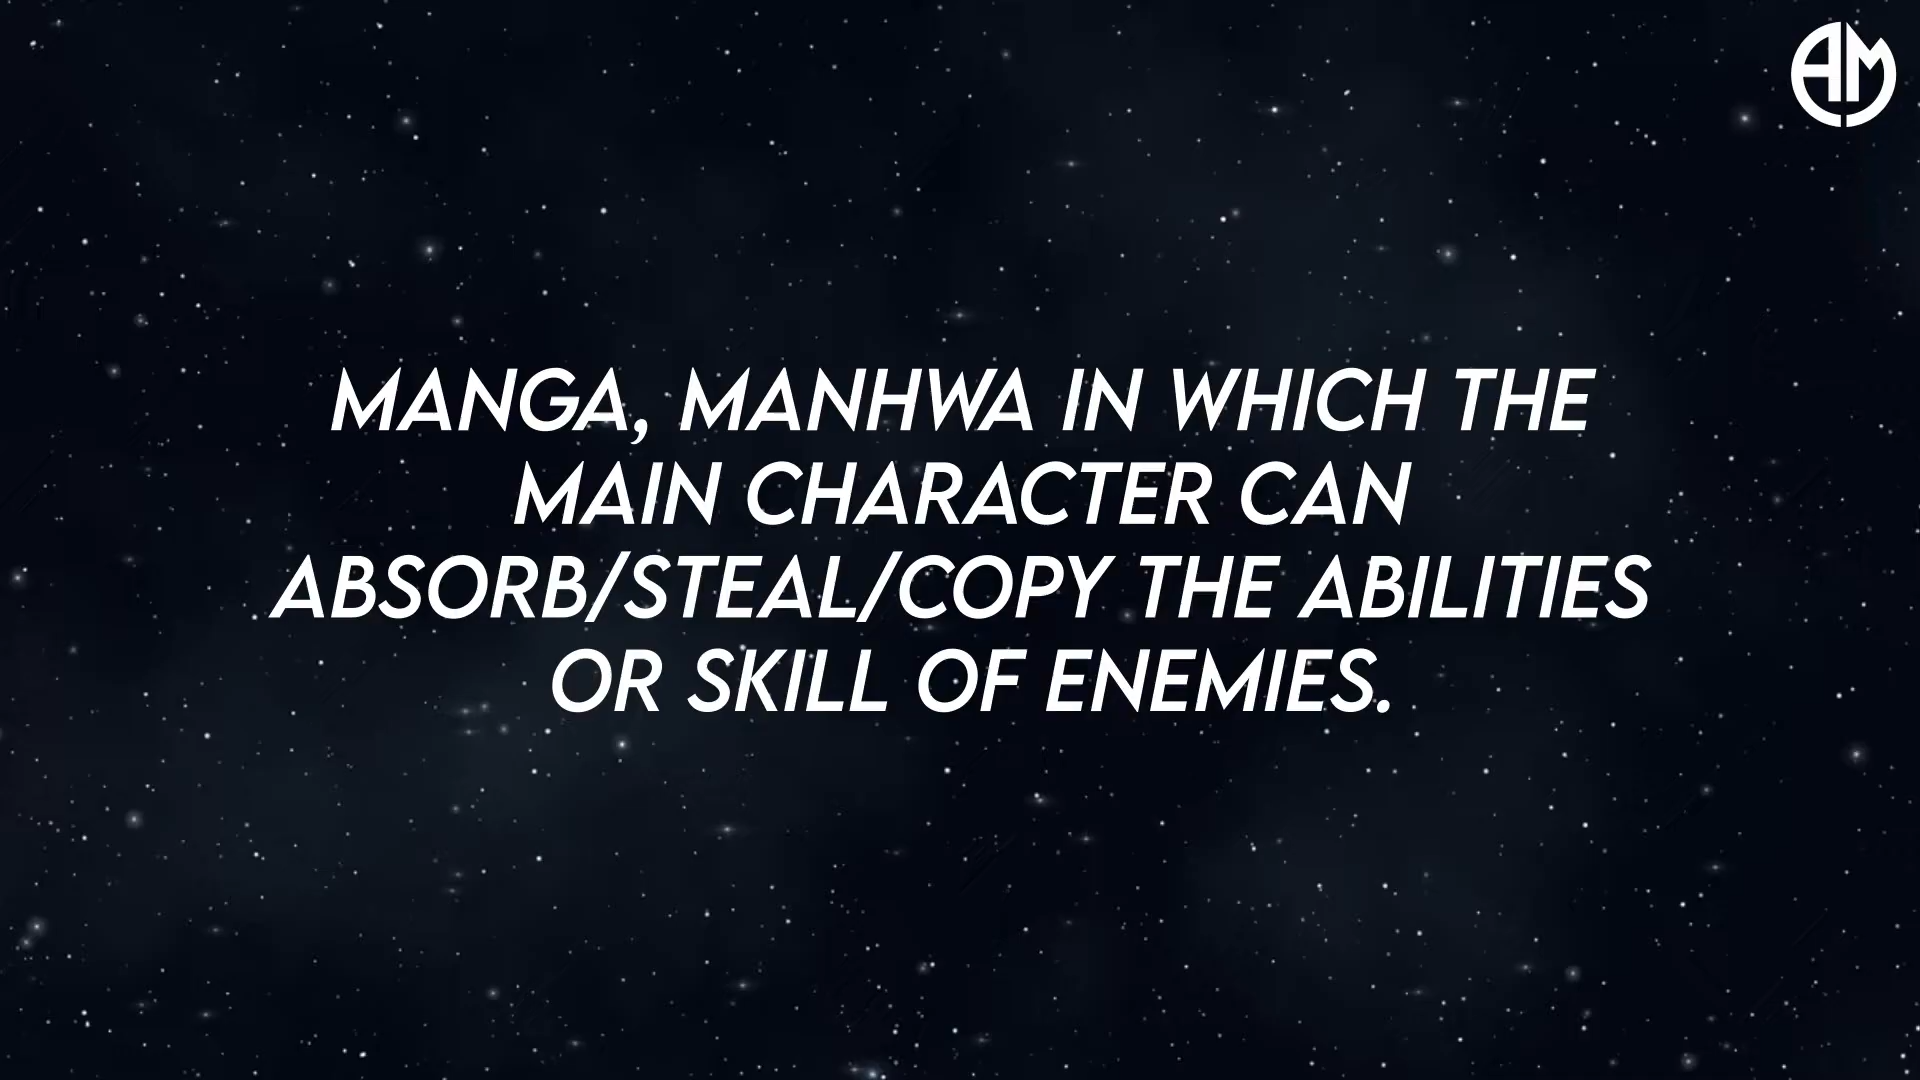 AM
MANGA, MANHWA IN WHICH THE
MAIN CHARACTER CAN
ABSORB/STEAL/COPY THE ABILITIES
OR SKILL OF ENEMIES.